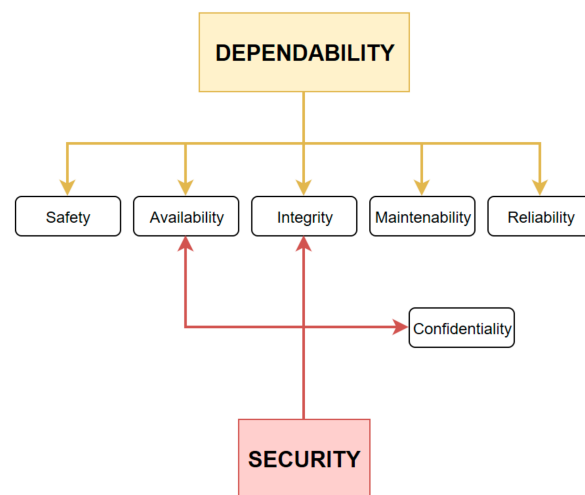 DEPENDABILITY
Safety
Availability
Integrity
Maintenability
Reliability
Confidentiality
SECURITY